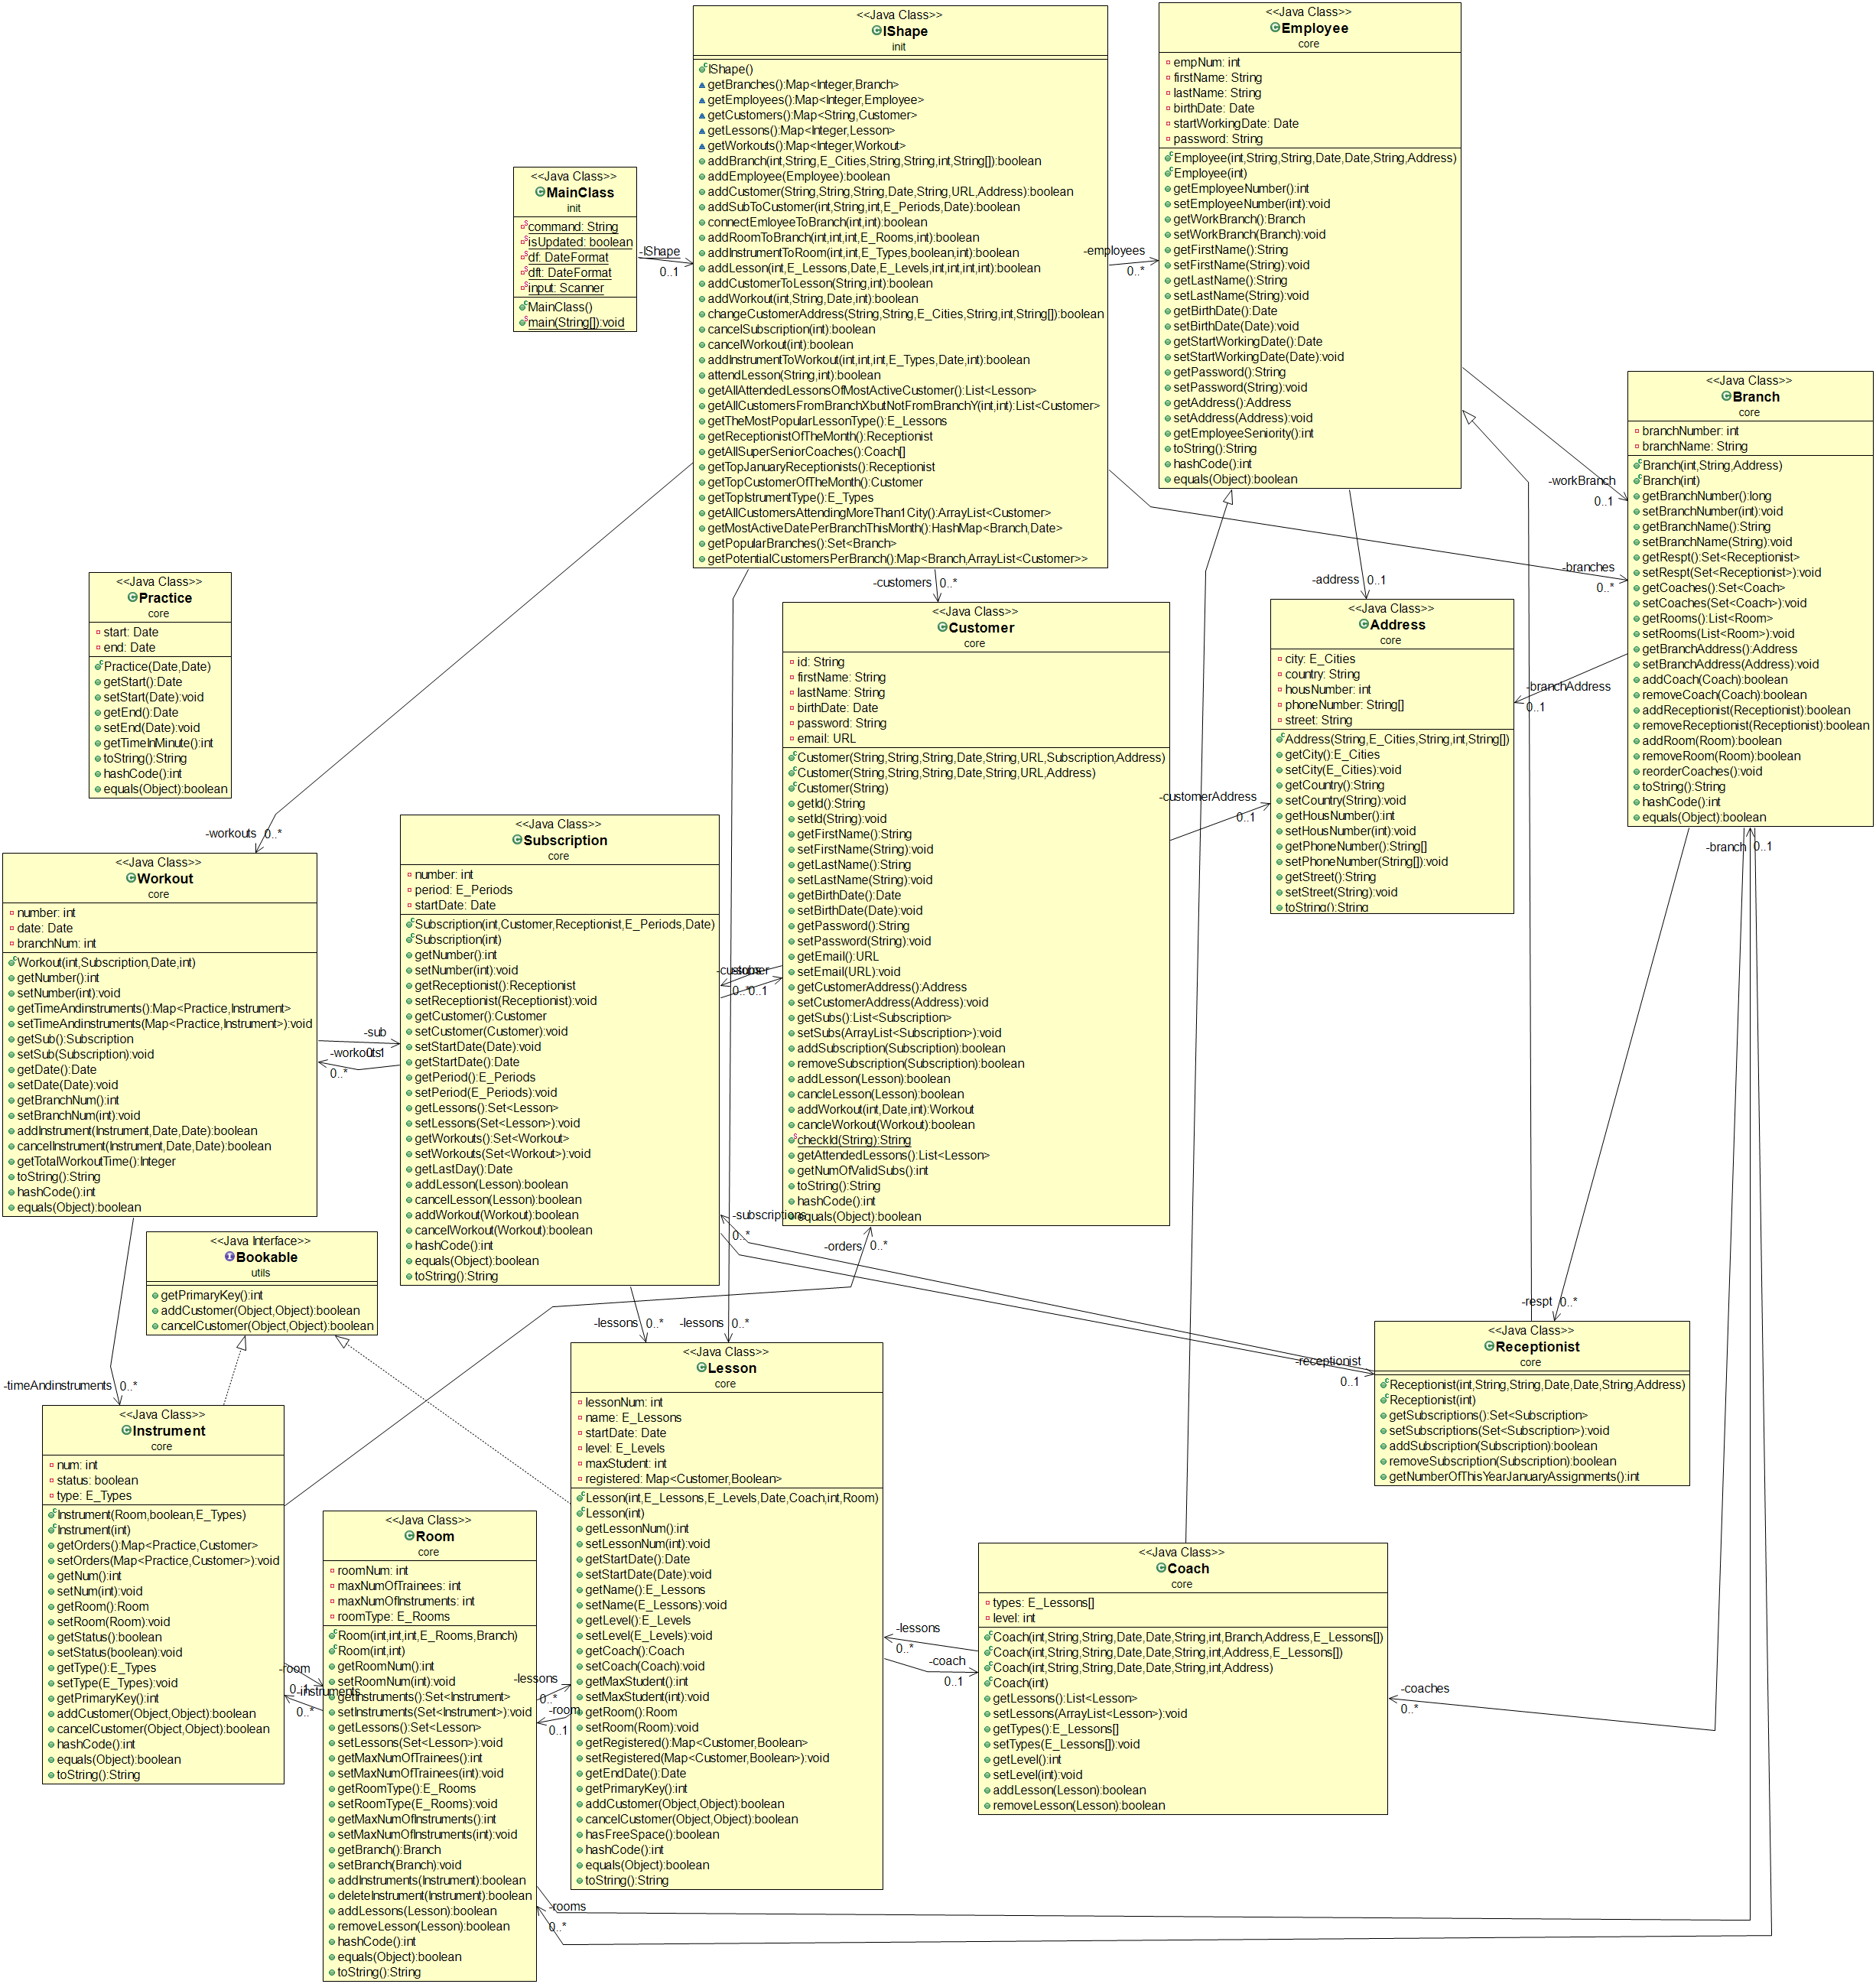 <<Java Class>>
IShape
init
IShape()
getBranches():Map<Integer,Branch>
getEmployees():Map<Integer,Employee>
getCustomers():Map<String,Customer>
getLessons():Map<Integer,Lesson>
getWorkouts():Map<Integer,Workout>
addBranch(int,String,E_Cities,String,String,int,String[]):boolean
addEmployee(Employee):boolean
addCustomer(String,String,String,Date,String,URL,Address):boolean
addSubToCustomer(int,String,int,E_Periods,Date):boolean
connectEmloyeeToBranch(int,int):boolean
addRoomToBranch(int,int,int,E_Rooms,int):boolean
addInstrumentToRoom(int,int,E_Types,boolean,int):boolean
addLesson(int,E_Lessons,Date,E_Levels,int,int,int,int):boolean
addCustomerToLesson(String,int):boolean
addWorkout(int,String,Date,int):boolean
changeCustomerAddress(String,String,E_Cities,String,int,String[]):boolean
cancelSubscription(int):boolean
cancelWorkout(int):boolean
addInstrumentToWorkout(int,int,int,E_Types,Date,int):boolean
attendLesson(String,int):boolean
getAllAttendedLessonsOfMostActiveCustomer():List<Lesson>
getAllCustomersFromBranchXbutNotFromBranchY(int,int):List<Customer>
getTheMostPopularLessonType():E_Lessons
getReceptionistOfTheMonth():Receptionist
getAllSuperSeniorCoaches():Coach[]
getTopJanuaryReceptionists():Receptionist
getTopCustomerOfTheMonth():Customer
getTopIstrumentType():E_Types
getAllCustomersAttendingMoreThan1City():ArrayList<Customer>
getMostActiveDatePerBranchThisMonth():HashMap<Branch,Date>
getPopularBranches():Set<Branch>
getPotentialCustomersPerBranch():Map<Branch,ArrayList<Customer>>
<<Java Class>>
Employee
core
empNum: int
firstName: String
lastName: String
birthDate: Date
startWorkingDate: Date
password: String
Employee(int,String,String,Date,Date,String,Address)
Employee(int)
getEmployeeNumber():int
setEmployeeNumber(int):void
getWorkBranch():Branch
setWorkBranch(Branch):void
getFirstName():String
setFirstName(String):void
getLastName():String
setLastName(String):void
getBirthDate():Date
setBirthDate(Date):void
getStartWorkingDate():Date
setStartWorkingDate(Date):void
getPassword():String
setPassword(String):void
getAddress():Address
setAddress(Address):void
getEmployeeSeniority():int
toString():String
hashCode():int
equals(Object):boolean
<<Java Class>>
MainClass
init
command: String
isUpdated: boolean
df: DateFormat
dft: DateFormat
input: Scanner
MainClass()
main(String[]):void
-IShape
0..1
-employees
0..*
<<Java Class>>
Branch
core
branchNumber: int
branchName: String
Branch(int,String,Address)
Branch(int)
getBranchNumber():long
setBranchNumber(int):void
getBranchName():String
setBranchName(String):void
getRespt():Set<Receptionist>
setRespt(Set<Receptionist>):void
getCoaches():Set<Coach>
setCoaches(Set<Coach>):void
getRooms():List<Room>
setRooms(List<Room>):void
getBranchAddress():Address
setBranchAddress(Address):void
addCoach(Coach):boolean
removeCoach(Coach):boolean
addReceptionist(Receptionist):boolean
removeReceptionist(Receptionist):boolean
addRoom(Room):boolean
removeRoom(Room):boolean
reorderCoaches():void
toString():String
hashCode():int
equals(Object):boolean
-workBranch
0..1
-branches
0..*
-address 0..1
-customers 0..*
<<Java Class>>
Practice
core
start: Date
end: Date
Practice(Date,Date)
getStart():Date
setStart(Date):void
getEnd():Date
setEnd(Date):void
getTimeInMinute():int
toString():String
hashCode():int
equals(Object):boolean
<<Java Class>>
Customer
core
id: String
firstName: String
lastName: String
birthDate: Date
password: String
email: URL
Customer(String,String,String,Date,String,URL,Subscription,Address)
Customer(String,String,String,Date,String,URL,Address)
Customer(String)
getId():String
setId(String):void
getFirstName():String
setFirstName(String):void
getLastName():String
setLastName(String):void
getBirthDate():Date
setBirthDate(Date):void
getPassword():String
setPassword(String):void
getEmail():URL
setEmail(URL):void
getCustomerAddress():Address
setCustomerAddress(Address):void
getSubs():List<Subscription>
setSubs(ArrayList<Subscription>):void
addSubscription(Subscription):boolean
removeSubscription(Subscription):boolean
addLesson(Lesson):boolean
cancleLesson(Lesson):boolean
addWorkout(int,Date,int):Workout
cancleWorkout(Workout):boolean
checkId(String):String
getAttendedLessons():List<Lesson>
getNumOfValidSubs():int
toString():String
hashCode():int
equals(Object):boolean
<<Java Class>>
Address
core
city: E_Cities
country: String
housNumber: int
phoneNumber: String[]
street: String
Address(String,E_Cities,String,int,String[])
getCity():E_Cities
setCity(E_Cities):void
getCountry():String
setCountry(String):void
getHousNumber():int
setHousNumber(int):void
getPhoneNumber():String[]
setPhoneNumber(String[]):void
getStreet():String
setStreet(String):void
toString():String
-branchAddress
0..1
-customerAddress
0..1
-branch 0..1
-workouts 0..*
<<Java Class>>
Workout
core
number: int
date: Date
branchNum: int
Workout(int,Subscription,Date,int)
getNumber():int
setNumber(int):void
getTimeAndinstruments():Map<Practice,Instrument>
setTimeAndinstruments(Map<Practice,Instrument>):void
getSub():Subscription
setSub(Subscription):void
getDate():Date
setDate(Date):void
getBranchNum():int
setBranchNum(int):void
addInstrument(Instrument,Date,Date):boolean
cancelInstrument(Instrument,Date,Date):boolean
getTotalWorkoutTime():Integer
toString():String
hashCode():int
equals(Object):boolean
<<Java Class>>
Subscription
core
number: int
period: E_Periods
startDate: Date
Subscription(int,Customer,Receptionist,E_Periods,Date)
Subscription(int)
getNumber():int
setNumber(int):void
getReceptionist():Receptionist
setReceptionist(Receptionist):void
getCustomer():Customer
setCustomer(Customer):void
setStartDate(Date):void
getStartDate():Date
getPeriod():E_Periods
setPeriod(E_Periods):void
getLessons():Set<Lesson>
setLessons(Set<Lesson>):void
getWorkouts():Set<Workout>
setWorkouts(Set<Workout>):void
getLastDay():Date
addLesson(Lesson):boolean
cancelLesson(Lesson):boolean
addWorkout(Workout):boolean
cancelWorkout(Workout):boolean
hashCode():int
equals(Object):boolean
toString():String
-customer
-subs
0..*
0..1
-sub
0..1
-workouts
0..*
-subscriptions
0..*
-orders 0..*
<<Java Interface>>
Bookable
utils
getPrimaryKey():int
addCustomer(Object,Object):boolean
cancelCustomer(Object,Object):boolean
-lessons 0..*
-lessons 0..*
-respt 0..*
-receptionist
0..1
<<Java Class>>
Receptionist
core
Receptionist(int,String,String,Date,Date,String,Address)
Receptionist(int)
getSubscriptions():Set<Subscription>
setSubscriptions(Set<Subscription>):void
addSubscription(Subscription):boolean
removeSubscription(Subscription):boolean
getNumberOfThisYearJanuaryAssignments():int
-timeAndinstruments 0..*
<<Java Class>>
Instrument
core
num: int
status: boolean
type: E_Types
Instrument(Room,boolean,E_Types)
Instrument(int)
getOrders():Map<Practice,Customer>
setOrders(Map<Practice,Customer>):void
getNum():int
setNum(int):void
getRoom():Room
setRoom(Room):void
getStatus():boolean
setStatus(boolean):void
getType():E_Types
setType(E_Types):void
getPrimaryKey():int
addCustomer(Object,Object):boolean
cancelCustomer(Object,Object):boolean
hashCode():int
equals(Object):boolean
toString():String
<<Java Class>>
Lesson
core
lessonNum: int
name: E_Lessons
startDate: Date
level: E_Levels
maxStudent: int
registered: Map<Customer,Boolean>
Lesson(int,E_Lessons,E_Levels,Date,Coach,int,Room)
Lesson(int)
getLessonNum():int
setLessonNum(int):void
getStartDate():Date
setStartDate(Date):void
getName():E_Lessons
setName(E_Lessons):void
getLevel():E_Levels
setLevel(E_Levels):void
getCoach():Coach
setCoach(Coach):void
getMaxStudent():int
setMaxStudent(int):void
getRoom():Room
setRoom(Room):void
getRegistered():Map<Customer,Boolean>
setRegistered(Map<Customer,Boolean>):void
getEndDate():Date
getPrimaryKey():int
addCustomer(Object,Object):boolean
cancelCustomer(Object,Object):boolean
hasFreeSpace():boolean
hashCode():int
equals(Object):boolean
toString():String
<<Java Class>>
Room
core
roomNum: int
maxNumOfTrainees: int
maxNumOfInstruments: int
roomType: E_Rooms
Room(int,int,int,E_Rooms,Branch)
Room(int,int)
getRoomNum():int
setRoomNum(int):void
getInstruments():Set<Instrument>
setInstruments(Set<Instrument>):void
getLessons():Set<Lesson>
setLessons(Set<Lesson>):void
getMaxNumOfTrainees():int
setMaxNumOfTrainees(int):void
getRoomType():E_Rooms
setRoomType(E_Rooms):void
getMaxNumOfInstruments():int
setMaxNumOfInstruments(int):void
getBranch():Branch
setBranch(Branch):void
addInstruments(Instrument):boolean
deleteInstrument(Instrument):boolean
addLessons(Lesson):boolean
removeLesson(Lesson):boolean
hashCode():int
equals(Object):boolean
toString():String
<<Java Class>>
Coach
core
types: E_Lessons[]
level: int
Coach(int,String,String,Date,Date,String,int,Branch,Address,E_Lessons[])
Coach(int,String,String,Date,Date,String,int,Address,E_Lessons[])
Coach(int,String,String,Date,Date,String,int,Address)
Coach(int)
getLessons():List<Lesson>
setLessons(ArrayList<Lesson>):void
getTypes():E_Lessons[]
setTypes(E_Lessons[]):void
getLevel():int
setLevel(int):void
addLesson(Lesson):boolean
removeLesson(Lesson):boolean
-room
0..1
-instruments
0..*
-lessons
0..*
-room
0..1
-lessons
0..*
-coach
0..1
-coaches
0..*
-rooms
0..*